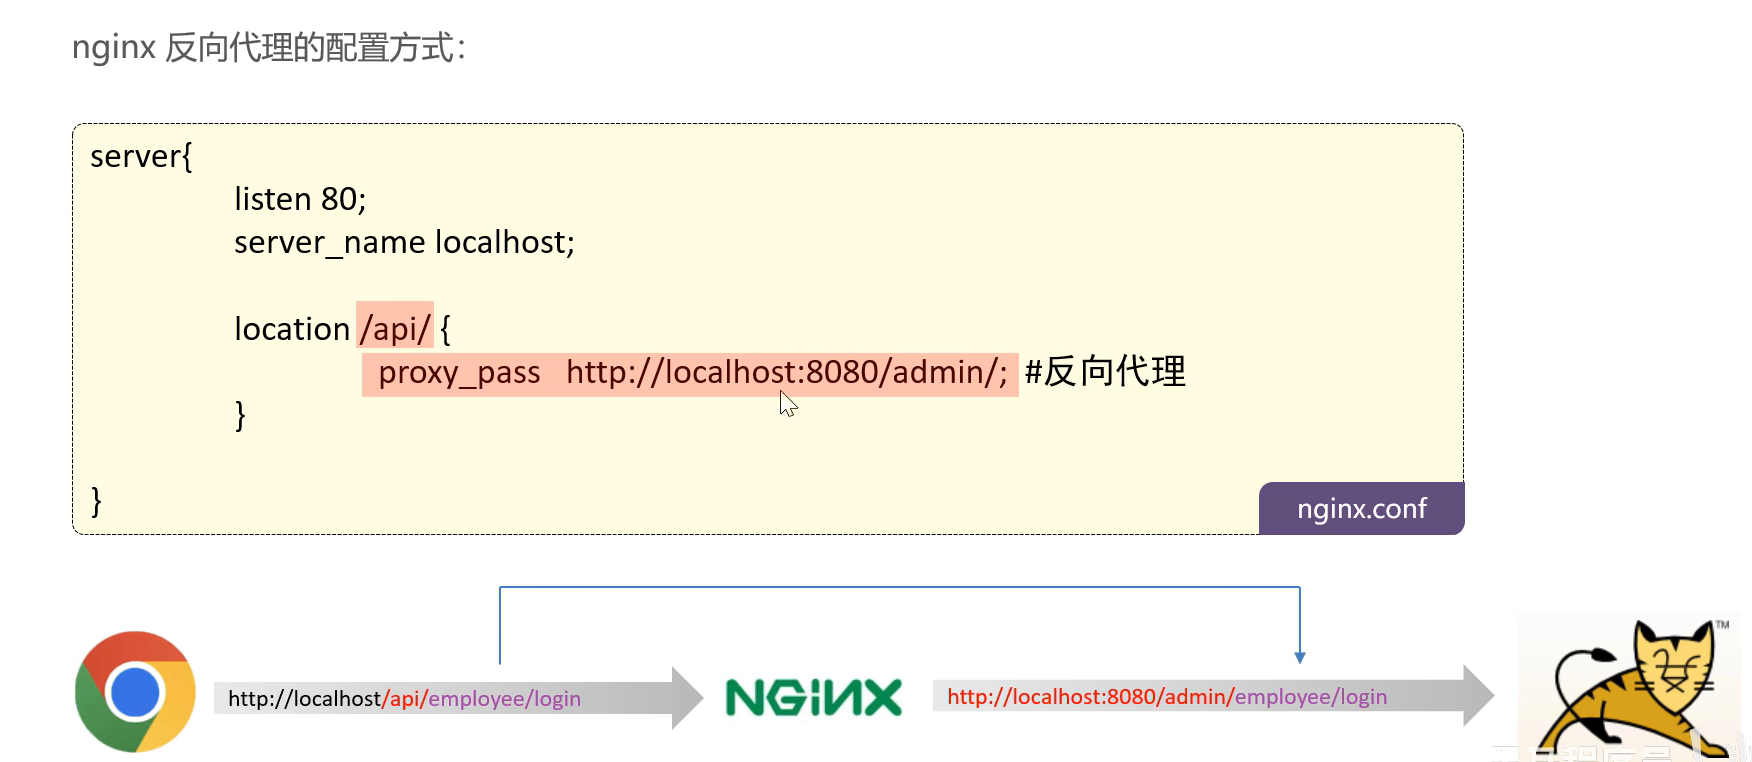 nginx 反向代理的配置方式：
server{
listen 80;
server_name localhost;
location /api/ {
proxy_pass http://localhost:8080/admin/; #反向代理
}
}
nginx.conf
http://localhost/api/employee/login
NGINX
http://localhost:8080/admin/employee/login
TM